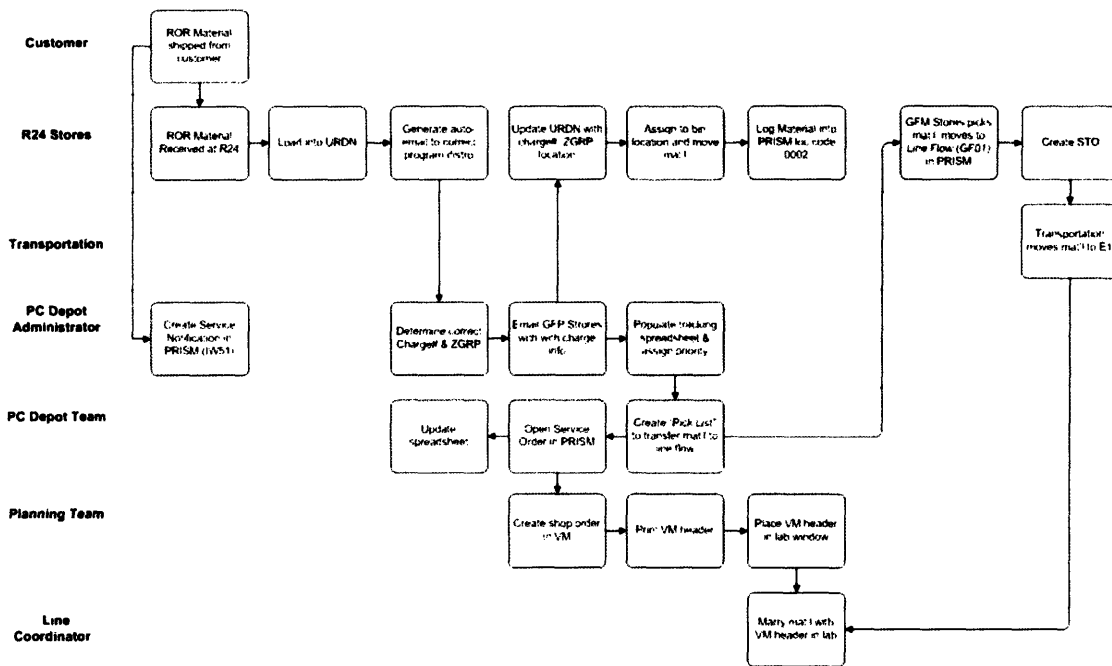 Customer
ROR Material
shipped from
customer
R24 Stores
ROR Material
Received at R24
Load into URDN
Generate auto-
email to correct
program distro
Update URDN with
charge#, ZGRP
location
Assign to bin
location and move
mat'l
Log Material into
PRISM loc code
0002
GFM Stores picks
mat'l, moves to
Line Flow (GF01)
in PRISM
Create STO
Transportation
Transportation
moves mat'l to E1
PC Depot
Administrator
Create Service
Notification in
PRISM (IW51)
Determine correct
Charge# & ZGRP
Email GFP Strores
with with charge
info
Populate tracking
spreadsheet &
assign priority
PC Depot Team
Update
spreadsheet
Open Service
Order in PRISM
Create "Pick List"
to transfer mat'l to
line flow
Planning Team
Create shop order
in VM
Print VM header
Place VM header
in lab window
Line
Coordinator
Marry mat'l with
VM header in lab